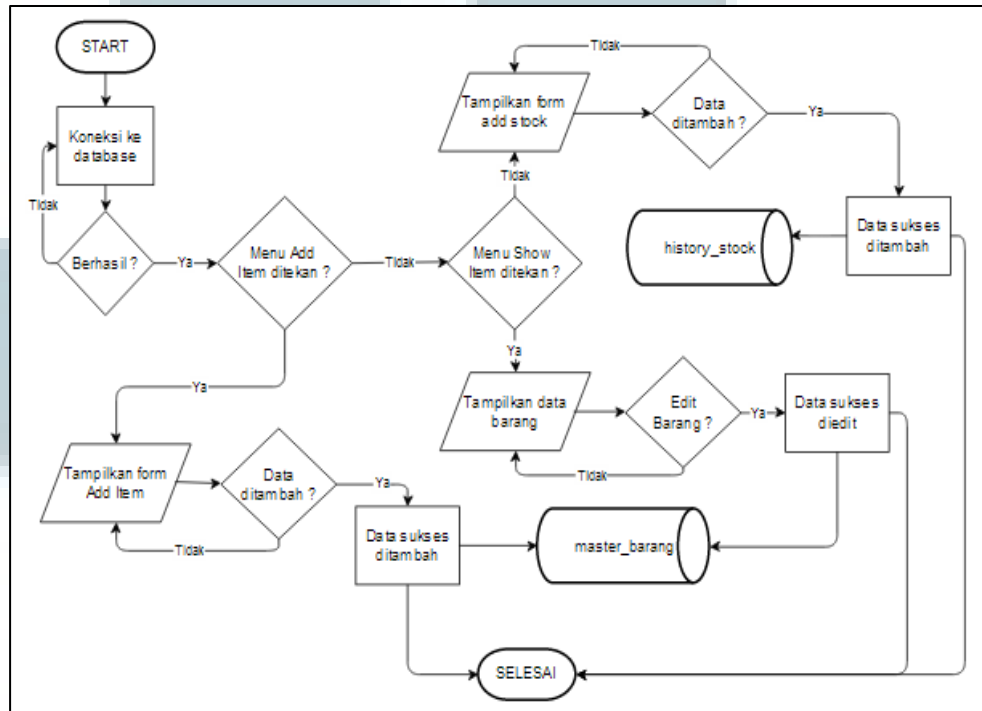 START
Koneksi ke
database
Tidak
Berhasil ?
Ya
Menu Add
Item ditekan ?
Tidak
Menu Show
Item ditekan ?
Tidak
Tampilkan form
add stock
Tidak
Data
ditambah ?
Ya
Data sukses
ditambah
history_stock
Ya
Tampilkan data
barang
Edit
Barang ?
Tidak
Ya
Data sukses
diedit
Ya
Tampilkan form
Add Item
Data
ditambah ?
Tidak
Ya
Data sukses
ditambah
master_barang
SELESAI